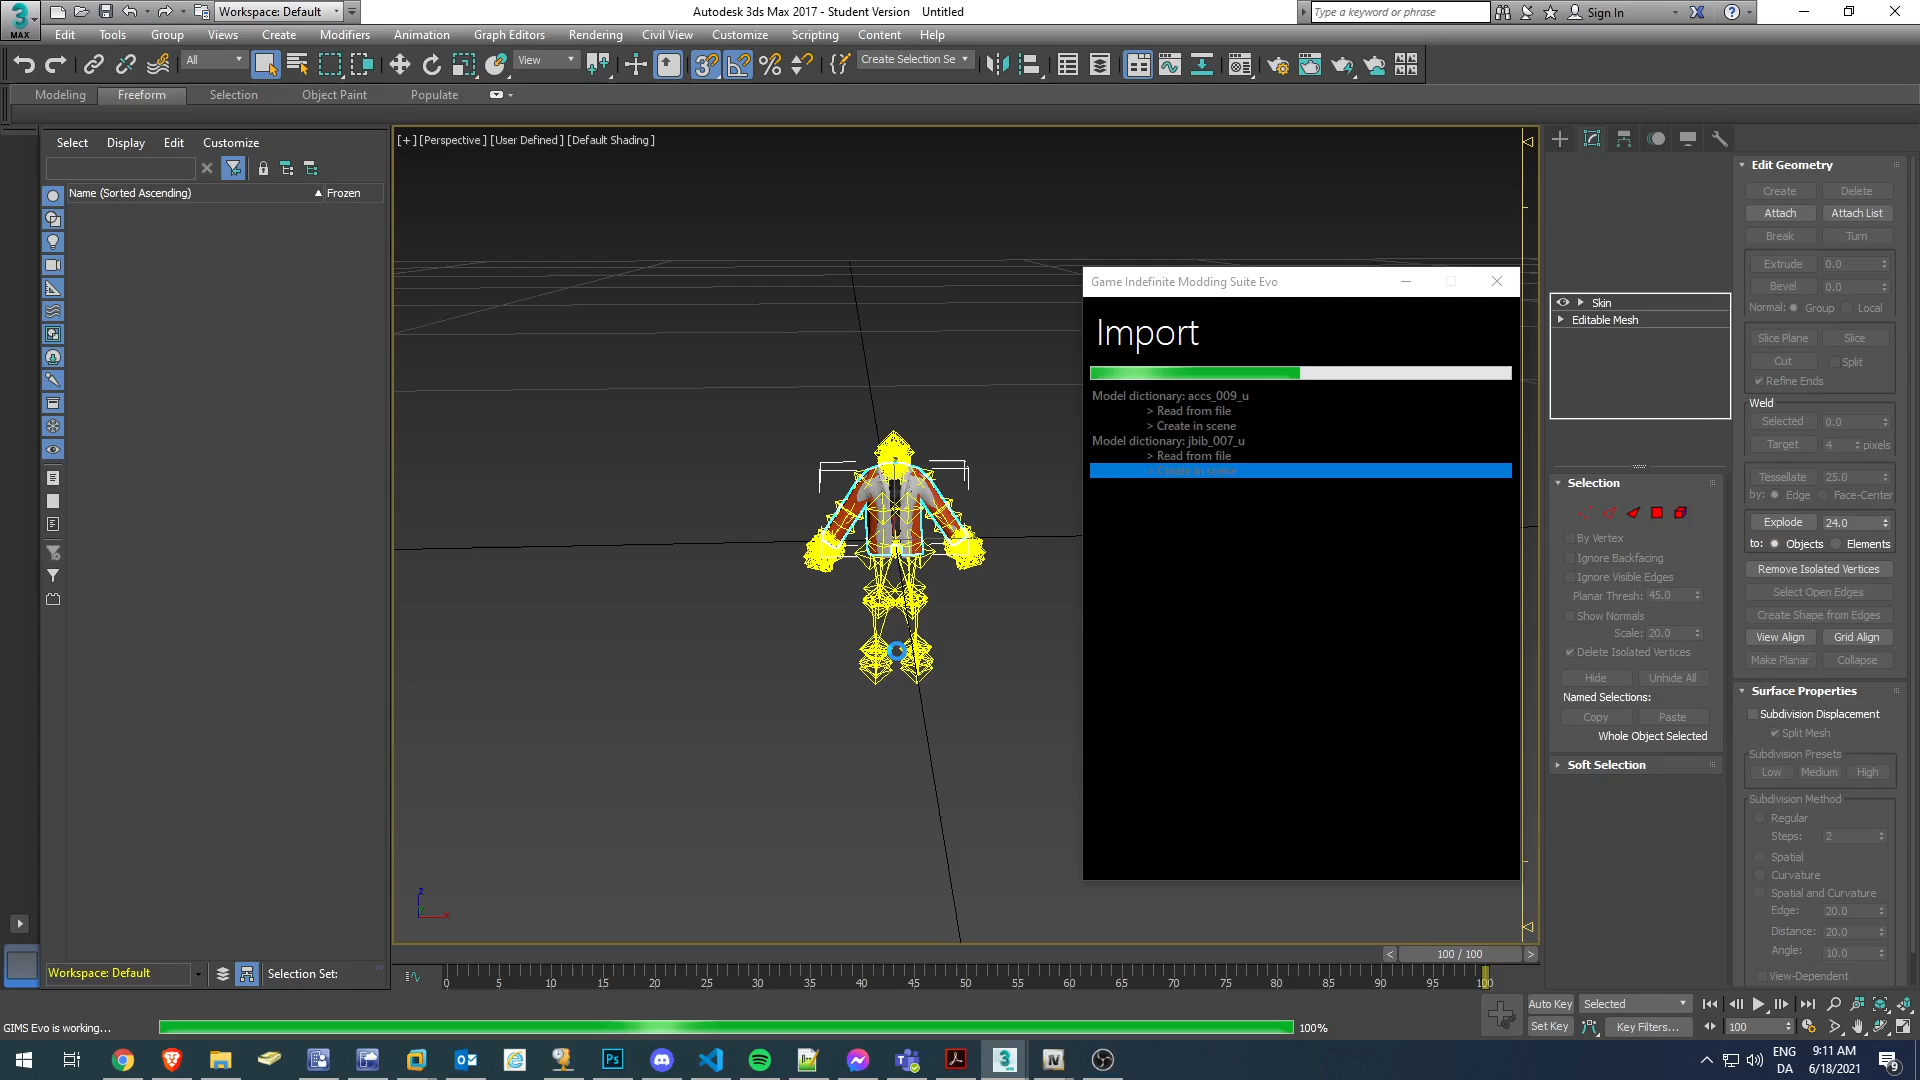 3 MAX
Workspace: Default
Autodesk 3ds Max 2017 - Student Version    Untitled
Type a keyword or phrase
Sign In
Edit Tools Group Views Create Modifiers Animation Graph Editors Rendering Civil View Customize Scripting Content Help
All
View
Create Selection Se
Modeling Freeform Selection Object Paint Populate
Select Display Edit Customize
Name (Sorted Ascending) Frozen
[+] [Perspective ] [User Defined ] [Default Shading ]
Game Indefinite Modding Suite Evo
Import
Model dictionary: accs_009_u
> Read from file
> Create in scene
Model dictionary: jbib_007_u
> Read from file
> Create in scene
z
x
Skin
Editable Mesh
Selection
By Vertex
Ignore Backfacing
Ignore Visible Edges
Planar Thresh: 45.0
Show Normals
Scale: 20.0
Delete Isolated Vertices
Hide Unhide All
Named Selections:
Copy Paste
Whole Object Selected
Soft Selection
Edit Geometry
Create Delete
Attach Attach List
Break Turn
Extrude 0.0
Bevel 0.0
Normal: Group Local
Slice Plane Slice
Cut Split
Refine Ends
Weld
Selected 0.0
Target 4 pixels
Tessellate 25.0
by: Edge Face-Center
Explode 24.0
to: Objects Elements
Remove Isolated Vertices
Select Open Edges
Create Shape from Edges
View Align Grid Align
Make Planar Collapse
Surface Properties
Subdivision Displacement
Split Mesh
Subdivision Presets
Low Medium High
Subdivision Method
Regular
Steps: 2
Spatial
Curvature
Spatial and Curvature
Edge: 20.0
Distance: 20.0
Angle: 10.0
View-Dependent
< 100 / 100 >
Workspace: Default
Selection Set:
0 5 10 15 20 25 30 35 40 45 50 55 60 65 70 75 80 85 90 95 100
Auto Key Selected
Set Key Key Filters... 100
GIMS Evo is working...
100%
ENG
DA
9:11 AM
6/18/2021
9